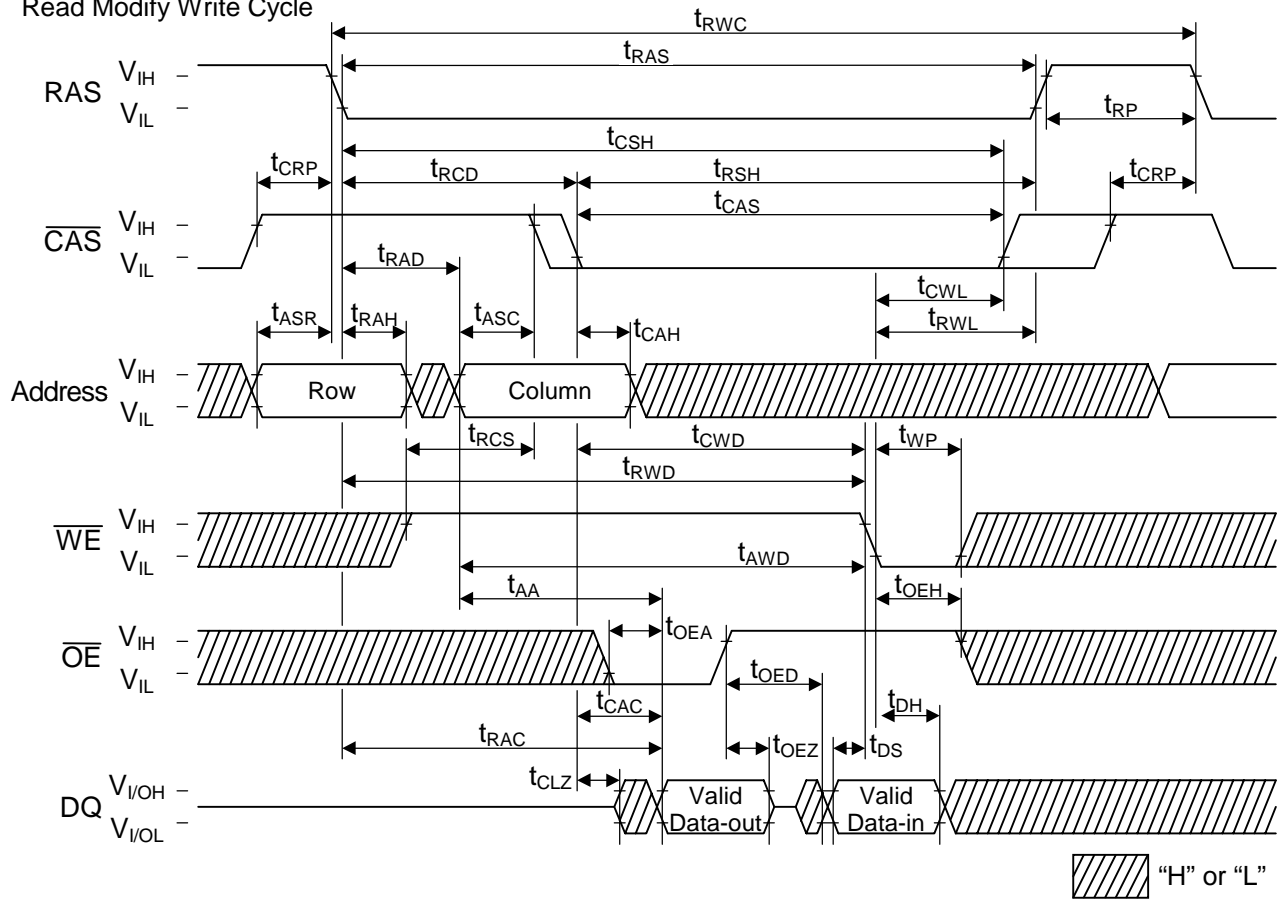 Read Modify Write Cycle
tRWC
RAS
VIH
VIL
tRAS
tRP
tCSH
tCRP
tRCD
tRSH
tCRP
CAS
VIH
VIL
tCAS
tRAD
tCWL
tASR
tRAH
tASC
tCAH
tRWL
Address
VIH
VIL
Row
Column
tRCS
tCWD
tWP
tRWD
WE
VIH
VIL
tAWD
tAA
tOEH
OE
VIH
VIL
tOEA
tOED
tCAC
tDH
tRAC
tOEZ
tDS
tCLZ
DQ
VI/OH
VI/OL
Valid
Data-out
Valid
Data-in
“H” or “L”